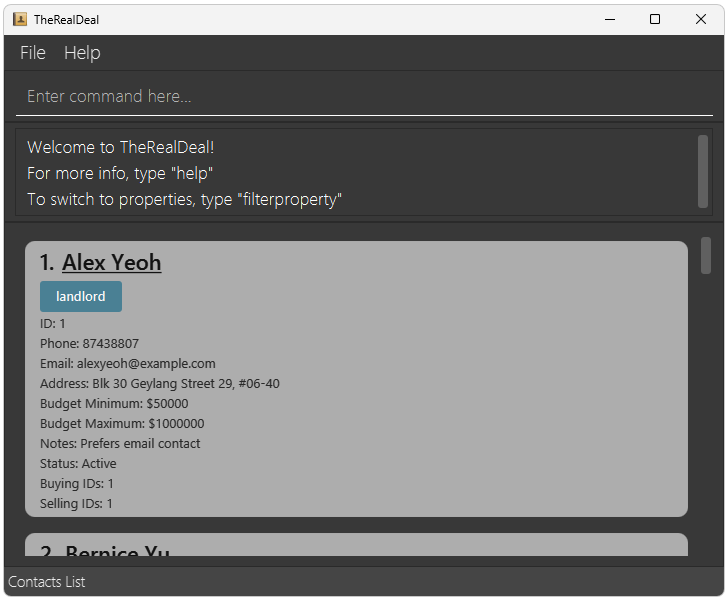 TheRealDeal
File Help
Enter command here...
Welcome to TheRealDeal!
For more info, type "help"
To switch to properties, type "filterproperty"
1. Alex Yeoh
landlord
ID: 1
Phone: 87438807
Email: alexyeoh@example.com
Address: Blk 30 Geylang Street 29, #06-40
Budget Minimum: $50000
Budget Maximum: $1000000
Notes: Prefers email contact
Status: Active
Buying IDs: 1
Selling IDs: 1
2. Bernice Yu
Contacts List